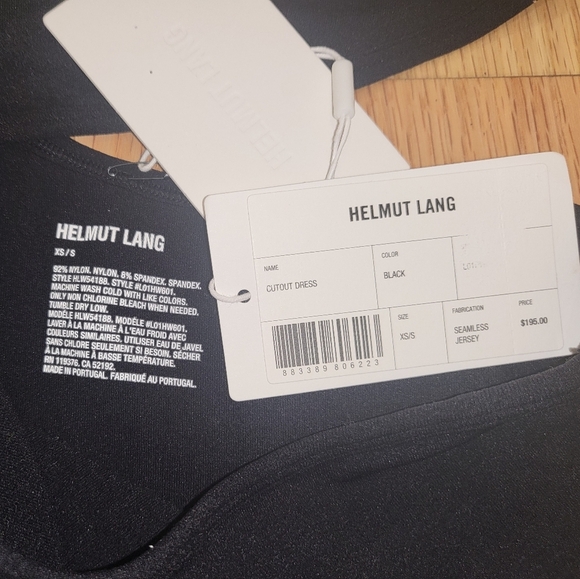 HELMUT LANG
HELMUT LANG
XS/S
92% NYLON. NYLON. 8% SPANDEX. SPANDEX.
STYLE HLW54188. STYLE #L01HW601.
MACHINE WASH COLD WITH LIKE COLORS.
ONLY NON CHLORINE BLEACH WHEN NEEDED.
TUMBLE DRY LOW.
MODÈLE HLW54188. MODÈLE #L01HW601.
LAVER À LA MACHINE À L'EAU FROID AVEC
COULEURS SIMILAIRES. UTILISER EAU DE JAVEL
SANS CHLORE SEULEMENT SI BESOIN. SÉCHER
À LA MACHINE À BASSE TEMPÉRATURE.
RN 119376, CA 52192.
MADE IN PORTUGAL. FABRIQUÉ AU PORTUGAL.
HELMUT LANG
NAME
CUTOUT DRESS
COLOR
BLACK
883389806223
SIZE
XS/S
FABRICATION
SEAMLESS
JERSEY
PRICE
$195.00